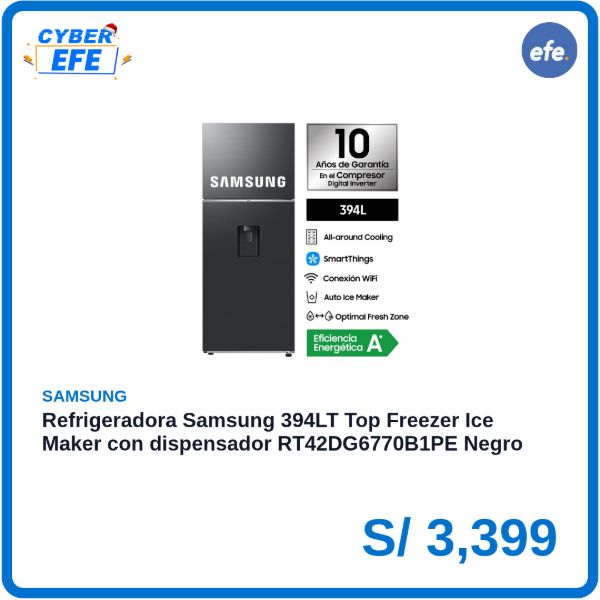 CYBER
EFE
efe.
SAMSUNG
10
Años de Garantía
En el Compresor
Digital Inverter
394L
All-around Cooling
SmartThings
Conexión WiFi
Auto Ice Maker
Optimal Fresh Zone
Eficiencia
Energética A*
SAMSUNG
Refrigeradora Samsung 394LT Top Freezer Ice
Maker con dispensador RT42DG6770B1PE Negro
S/ 3,399